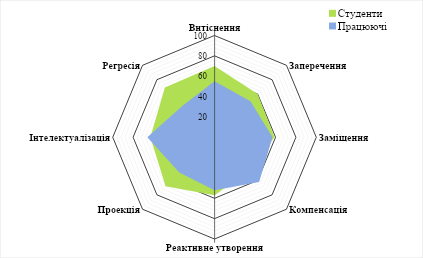 Студенти
Працюючі
Витіснення
100
80
60
40
20
Регресія
Заперечення
Інтелектуалізація
Заміщення
Проекція
Компенсація
Реактивне утворення